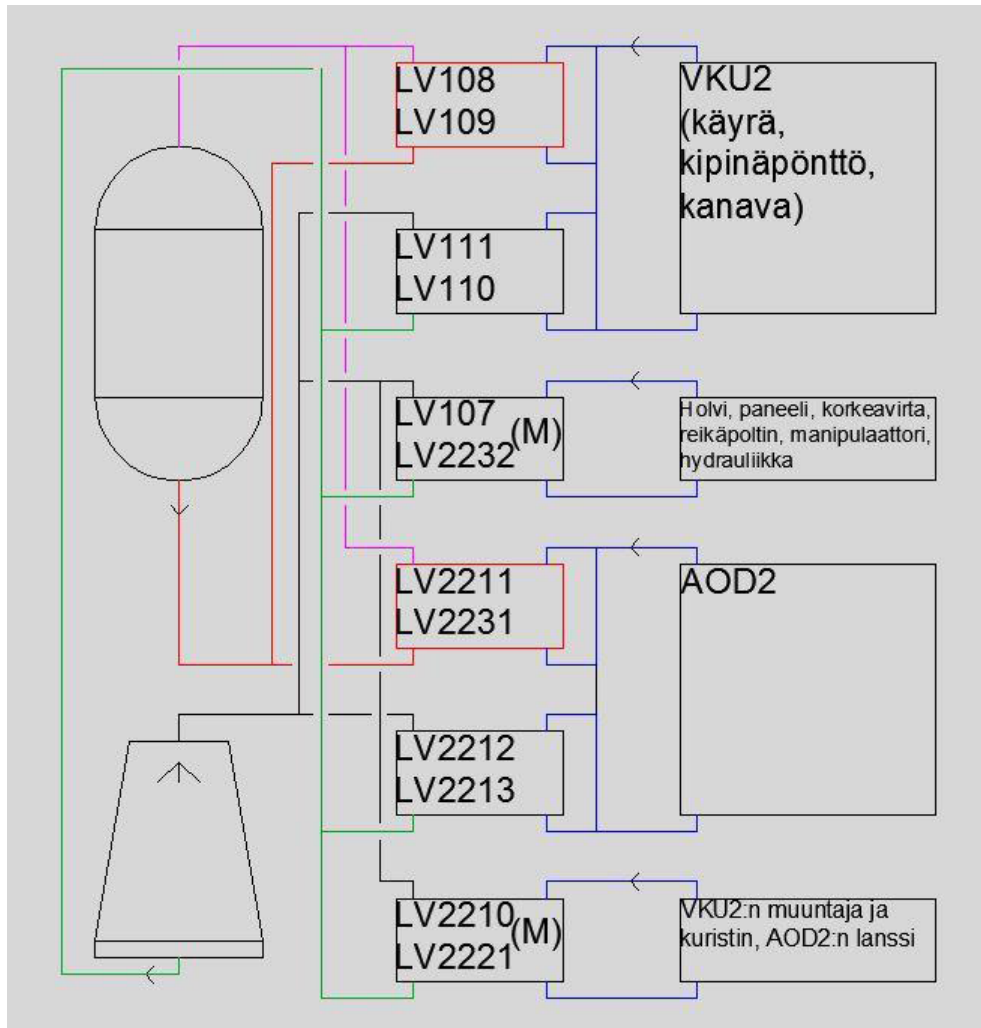 LV108
LV109
VKU2
(käyrä,
kipinäpönttö,
kanava)
LV111
LV110
LV107
(M)
LV2232
Holvi, paneeli, korkeavirta,
reikäpoltin, manipulaattori,
hydrauliikka
LV2211
LV2231
AOD2
LV2212
LV2213
LV2210
(M)
LV2221
VKU2:n muuntaja ja
kuristin, AOD2:n lanssi